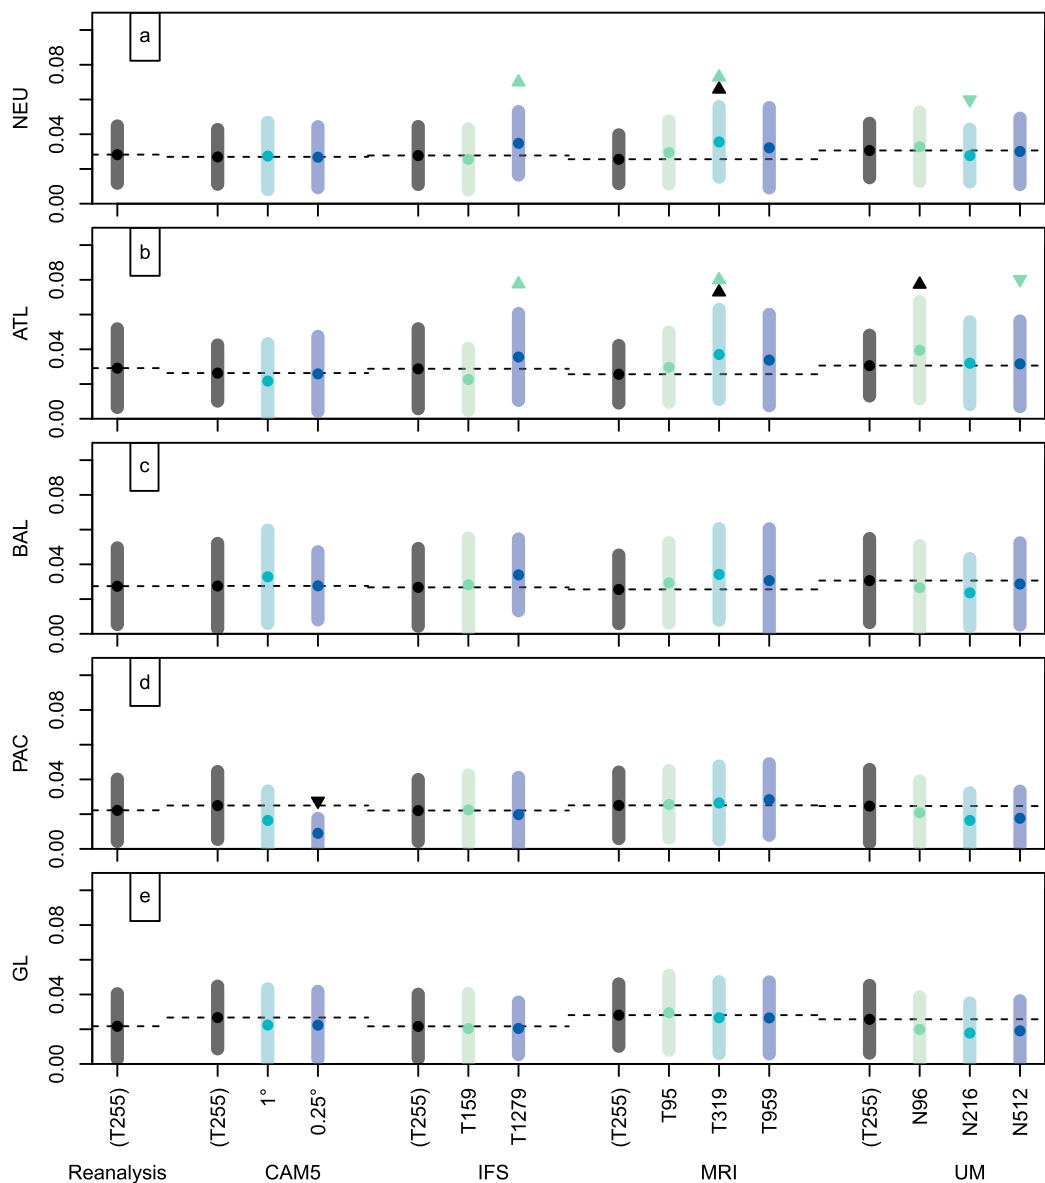 a
NEU
0.00 0.04 0.08
b
ATL
0.00 0.04 0.08
c
BAL
0.00 0.04 0.08
d
PAC
0.00 0.04 0.08
e
GL
0.00 0.04 0.08
(T255) (T255) 1° 0.25° (T255) T159 T1279 (T255) T95 T319 T959 (T255) N96 N216 N512
Reanalysis CAM5 IFS MRI UM